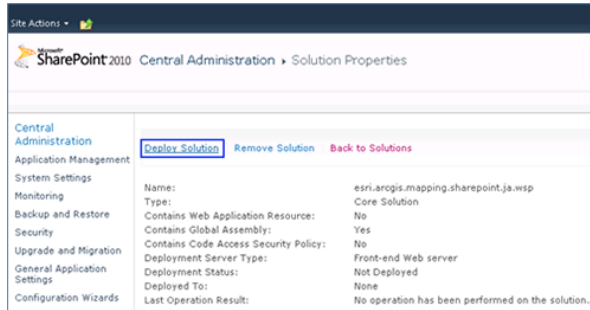 Site Actions
Microsoft
SharePoint 2010 Central Administration ▸ Solution Properties
Central Administration
Application Management
System Settings
Monitoring
Backup and Restore
Security
Upgrade and Migration
General Application Settings
Configuration Wizards
Deploy Solution Remove Solution Back to Solutions
Name: esri.arcgis.mapping.sharepoint.ja.wsp
Type: Core Solution
Contains Web Application Resource: No
Contains Global Assembly: Yes
Contains Code Access Security Policy: No
Deployment Server Type: Front-end Web server
Deployment Status: Not Deployed
Deployed To: None
Last Operation Result: No operation has been performed on the solution.